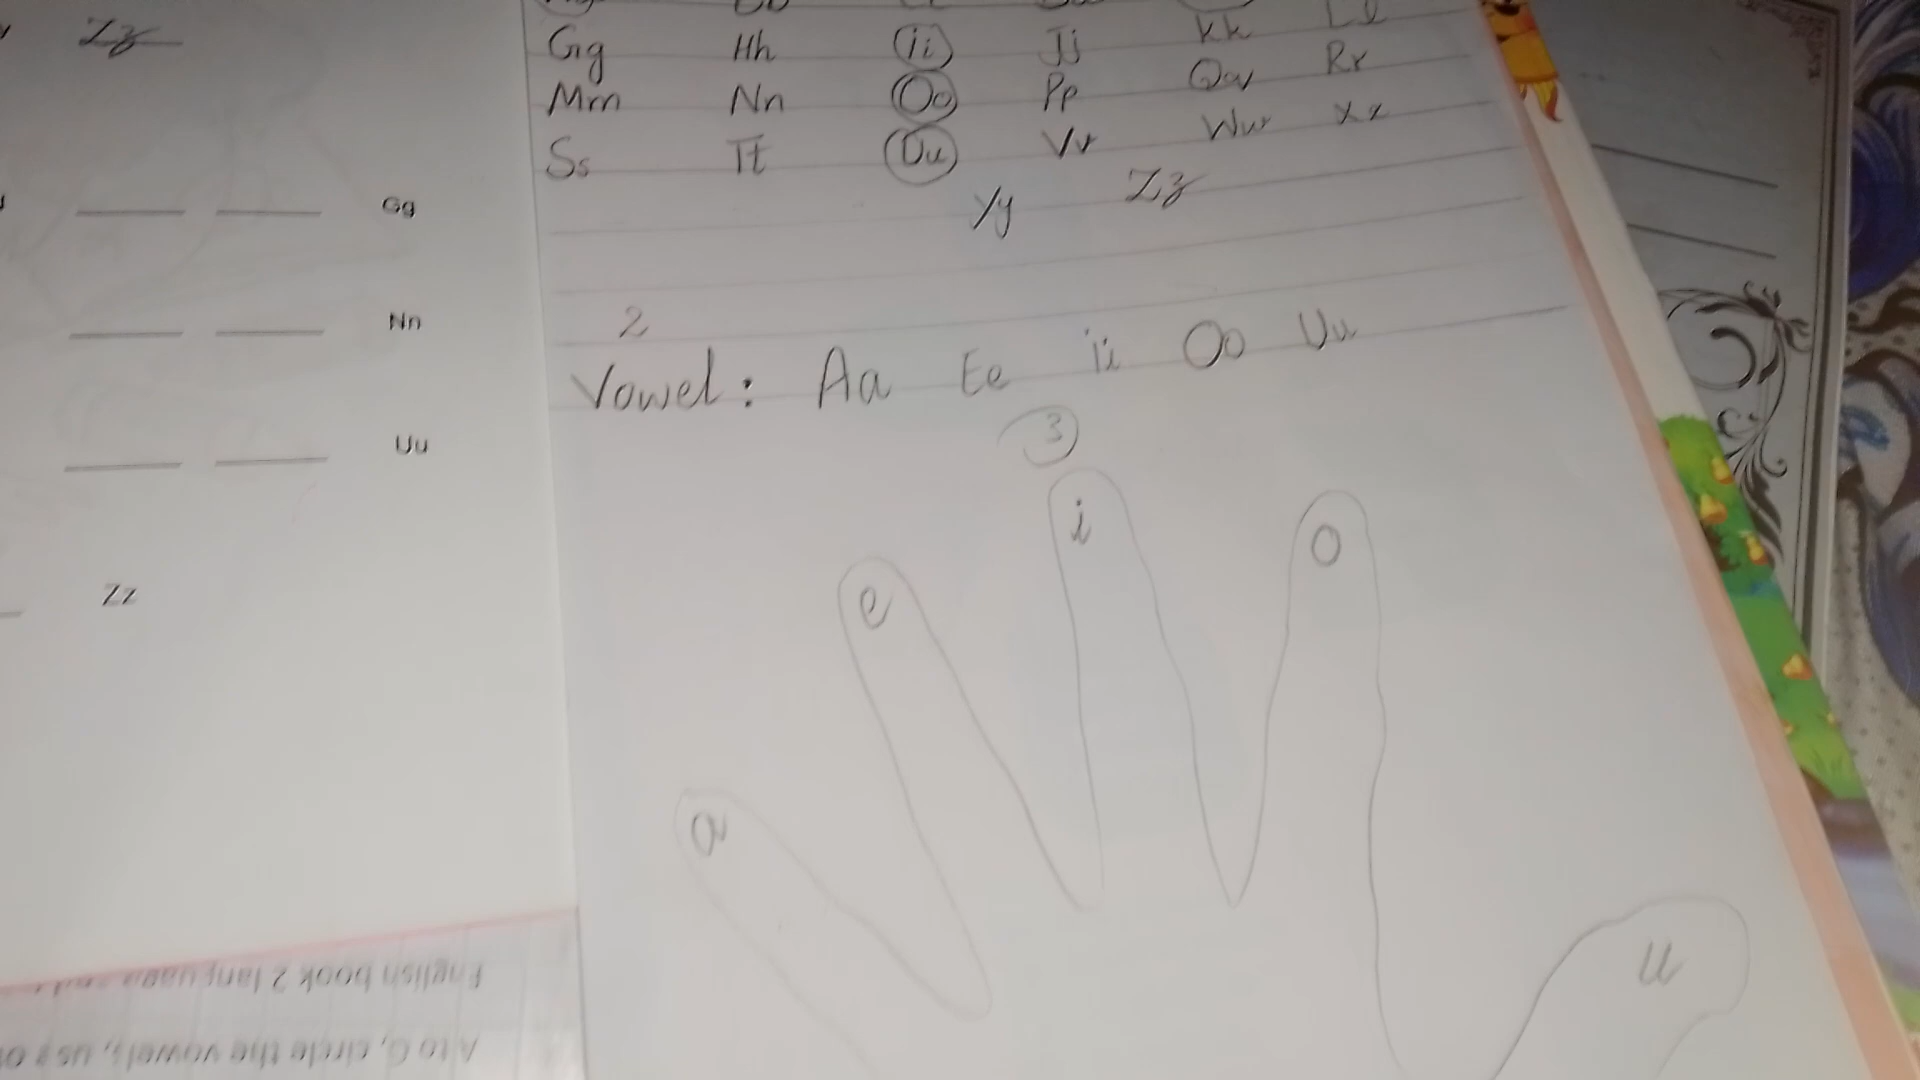 Zz
Gg Hh Ii Jj Kk Ll
Mm Nn Oo Pp Qq Rr
Ss Tt Uu Vv Ww Xx
Yy Zz
Gg
Nn
Uu
Zz
2
Vowel: Aa Ee ii Oo Uu
3
i
o
e
a
u
English book 2
A to G, circle the vowels, use